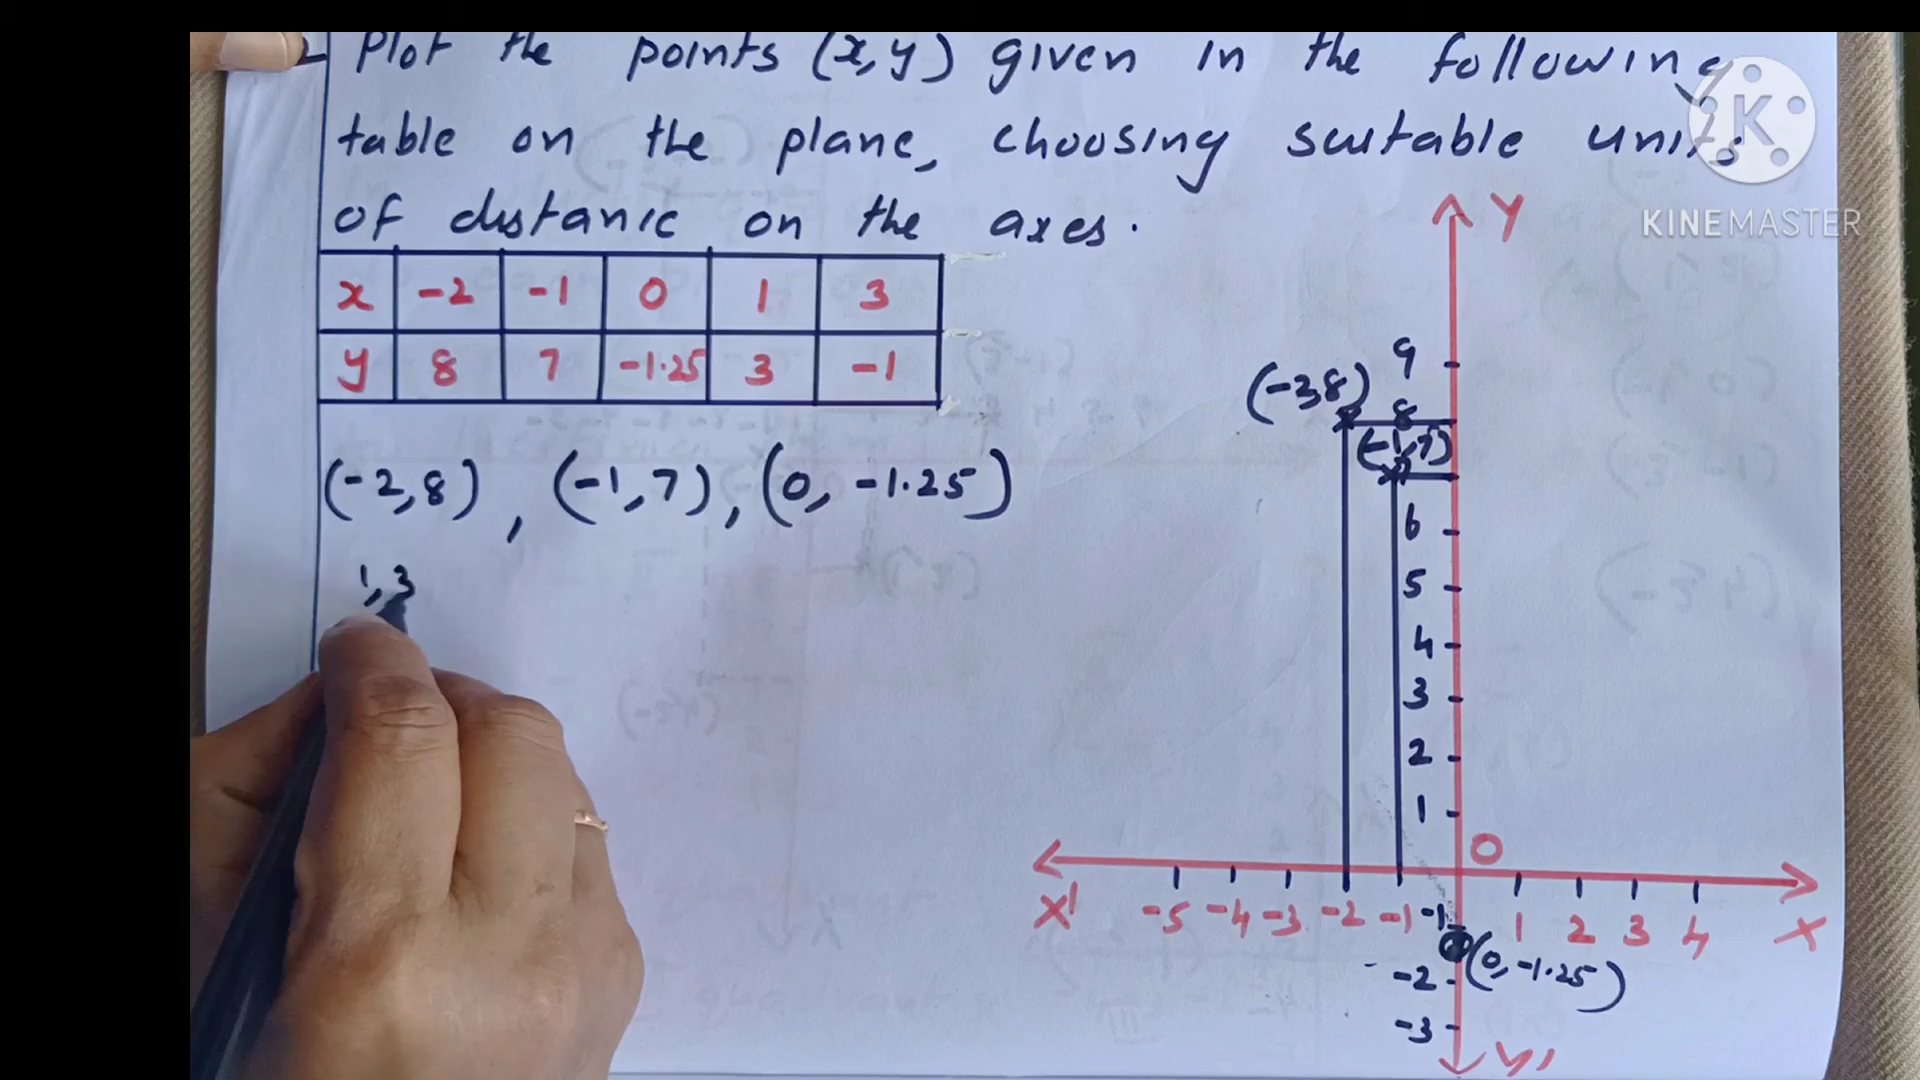 Plot the points (x,y) given in the following
table on the plane, choosing suitable units
of distanic on the axes.
x -2 -1 0 1 3
y 8 7 -1.25 3 -1
(-2,8), (-1,7), (0, -1.25)
1,3
K
KINEMASTER
Y
9
8
(-1,7)
6
5
4
3
2
1
O
X' -5 -4 -3 -2 -1 1 2 3 4 X
-1
(0, -1.25)
-2
-3
Y'